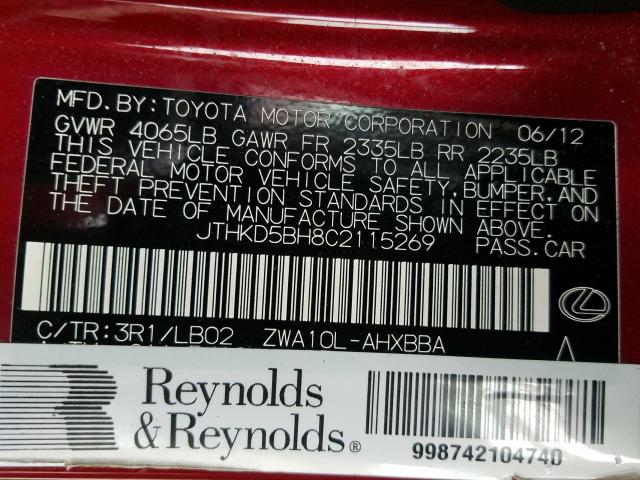 MFD. BY: TOYOTA MOTOR CORPORATION 06/12
GVWR 4065LB GAWR FR 2335LB RR 2235LB
THIS VEHICLE CONFORMS TO ALL APPLICABLE
FEDERAL MOTOR VEHICLE SAFETY, BUMPER, AND
THEFT PREVENTION STANDARDS IN EFFECT ON
THE DATE OF MANUFACTURE SHOWN ABOVE.
JTHKD5BH8C2115269 PASS. CAR
C/TR: 3R1/LB02 ZWA10L-AHXBBA
Reynolds
& Reynolds®
998742104740